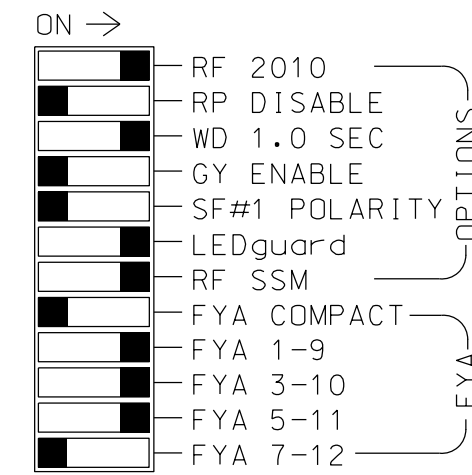 ON →
RF 2010
RP DISABLE
WD 1.0 SEC
GY ENABLE
SF#1 POLARITY
LEDguard
RF SSM
FYA COMPACT
FYA 1-9
FYA 3-10
FYA 5-11
FYA 7-12
OPTIONS
FYA